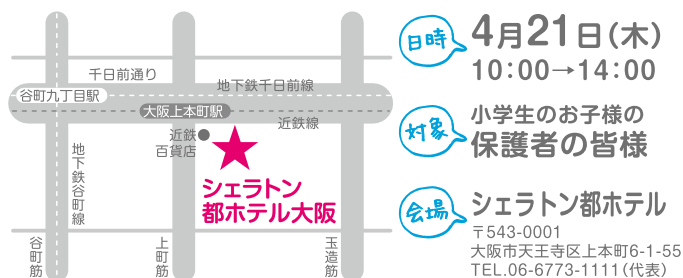 千日前通り
地下鉄千日前線
谷町九丁目駅
大阪上本町駅
近鉄線
近鉄
百貨店
地下鉄谷町線
シェラトン
都ホテル大阪
谷町筋
上町筋
玉造筋
日時
4月21日(木)
10:00→14:00
対象
小学生のお子様の
保護者の皆様
会場
シェラトン都ホテル
〒543-0001
大阪市天王寺区上本町6-1-55
TEL.06-6773-1111(代表)